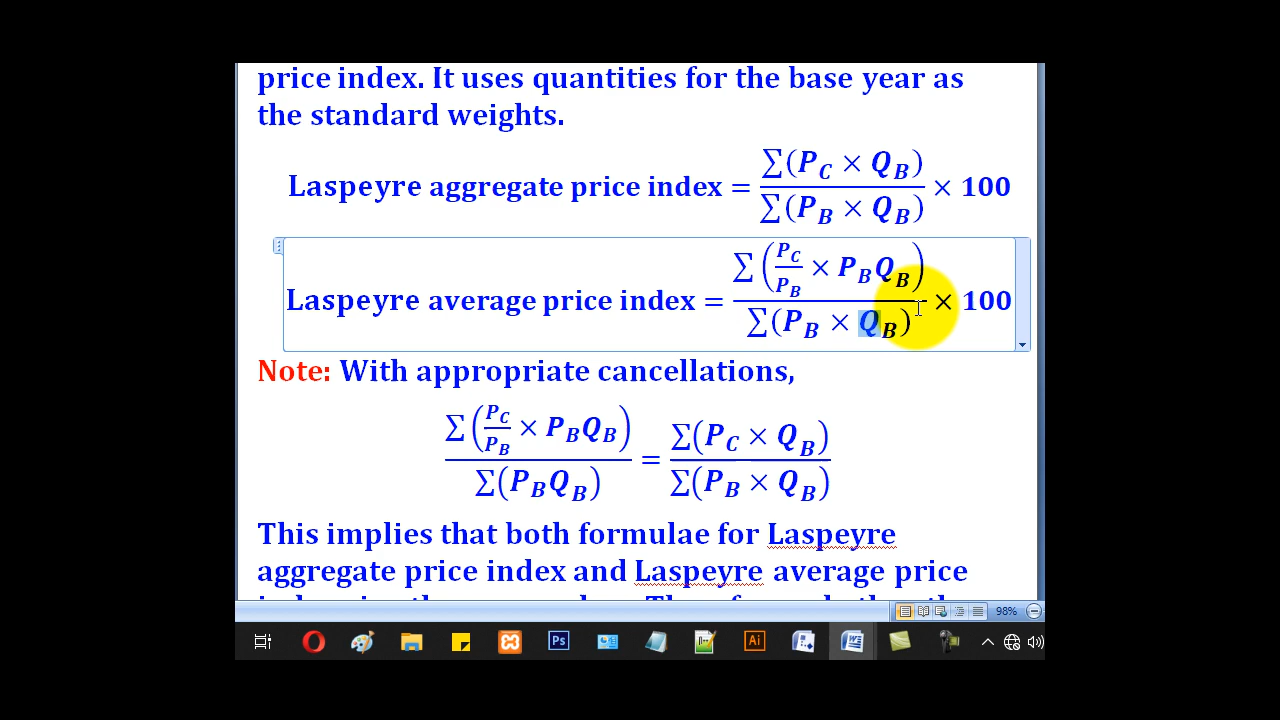 price index. It uses quantities for the base year as
the standard weights.
Laspeyre aggregate price index = ∑(P_C × Q_B) / ∑(P_B × Q_B) × 100
Laspeyre average price index = ∑(P_C/P_B × P_BQ_B) / ∑(P_B × Q_B) × 100
Note: With appropriate cancellations,
∑(P_C/P_B × P_BQ_B) / ∑(P_BQ_B) = ∑(P_C × Q_B) / ∑(P_B × Q_B)
This implies that both formulae for Laspeyre
aggregate price index and Laspeyre average price
98%
Ps Ai